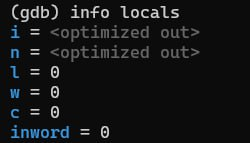 (gdb) info locals
i = <optimized out>
n = <optimized out>
l = 0
w = 0
c = 0
inword = 0